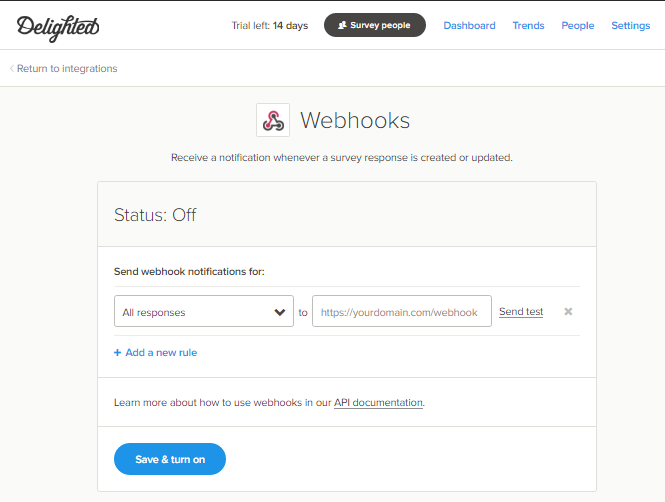 Delighted
Trial left: 14 days Survey people Dashboard Trends People Settings
Return to integrations
Webhooks
Receive a notification whenever a survey response is created or updated.
Status: Off
Send webhook notifications for:
All responses to https://yourdomain.com/webhook Send test
+ Add a new rule
Learn more about how to use webhooks in our API documentation.
Save & turn on